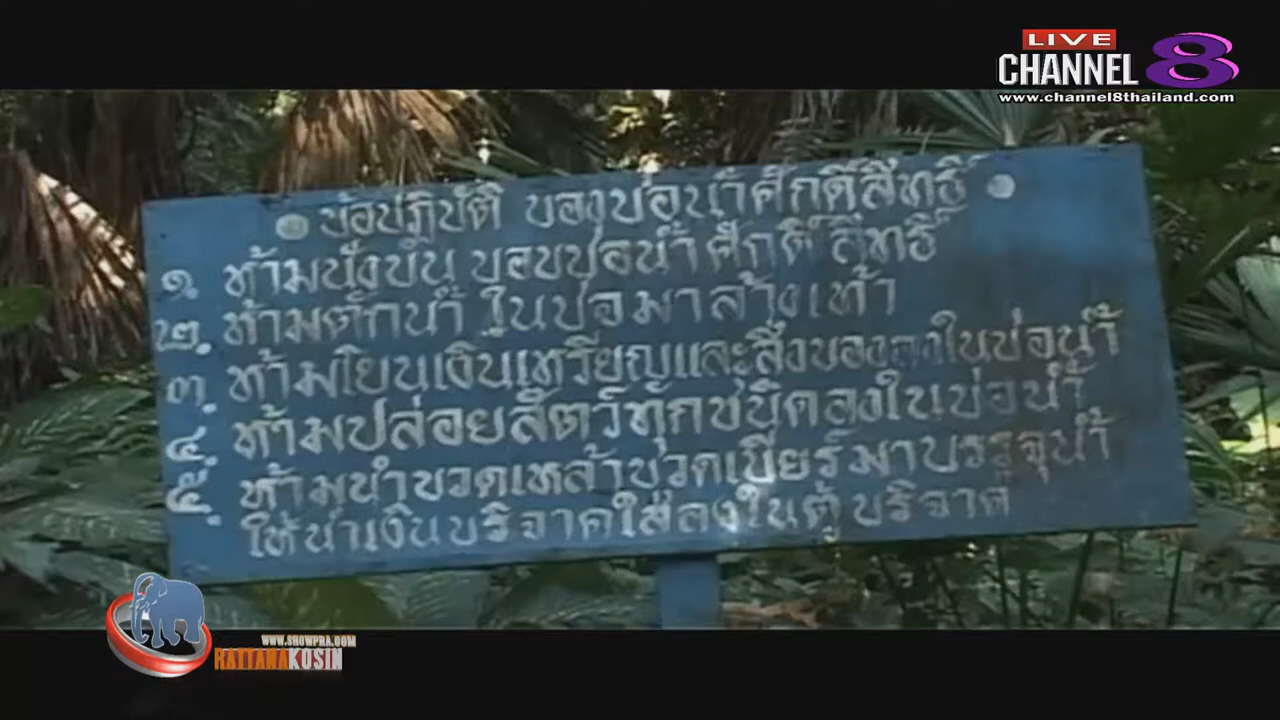 LIVE
CHANNEL 8
www.channel8thailand.com
ข้อปฏิบัติ ของบ่อน้ำศักดิ์สิทธิ์
๑. ห้ามนั่งบน ขอบบ่อน้ำศักดิ์สิทธิ์
๒. ห้ามตักน้ำ ในบ่อมาล้างเท้า
๓. ห้ามโยนเงินเหรียญและสิ่งของลงในบ่อน้ำ
๔. ห้ามปล่อยสัตว์ทุกชนิดลงในบ่อน้ำ
๕. ห้ามนำขวดเหล้าขวดเบียร์มาบรรจุน้ำ
ให้นำเงินบริจาคใส่ลงในตู้บริจาค
WWW.SHOWPRA.COM
RATTANAKOSIN